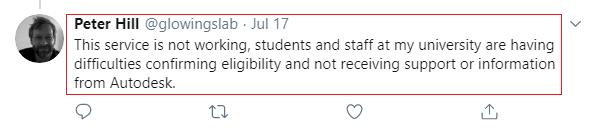 Peter Hill @glowingslab · Jul 17
This service is not working, students and staff at my university are having
difficulties confirming eligibility and not receiving support or information
from Autodesk.